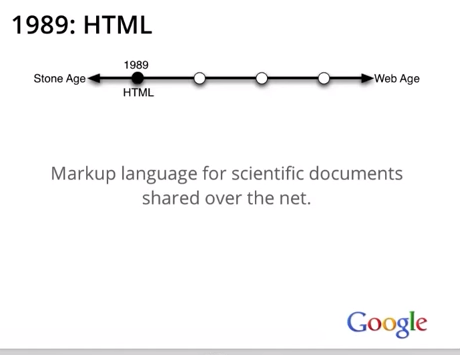 1989: HTML
1989
Stone Age
Web Age
HTML
Markup language for scientific documents
shared over the net.
Google